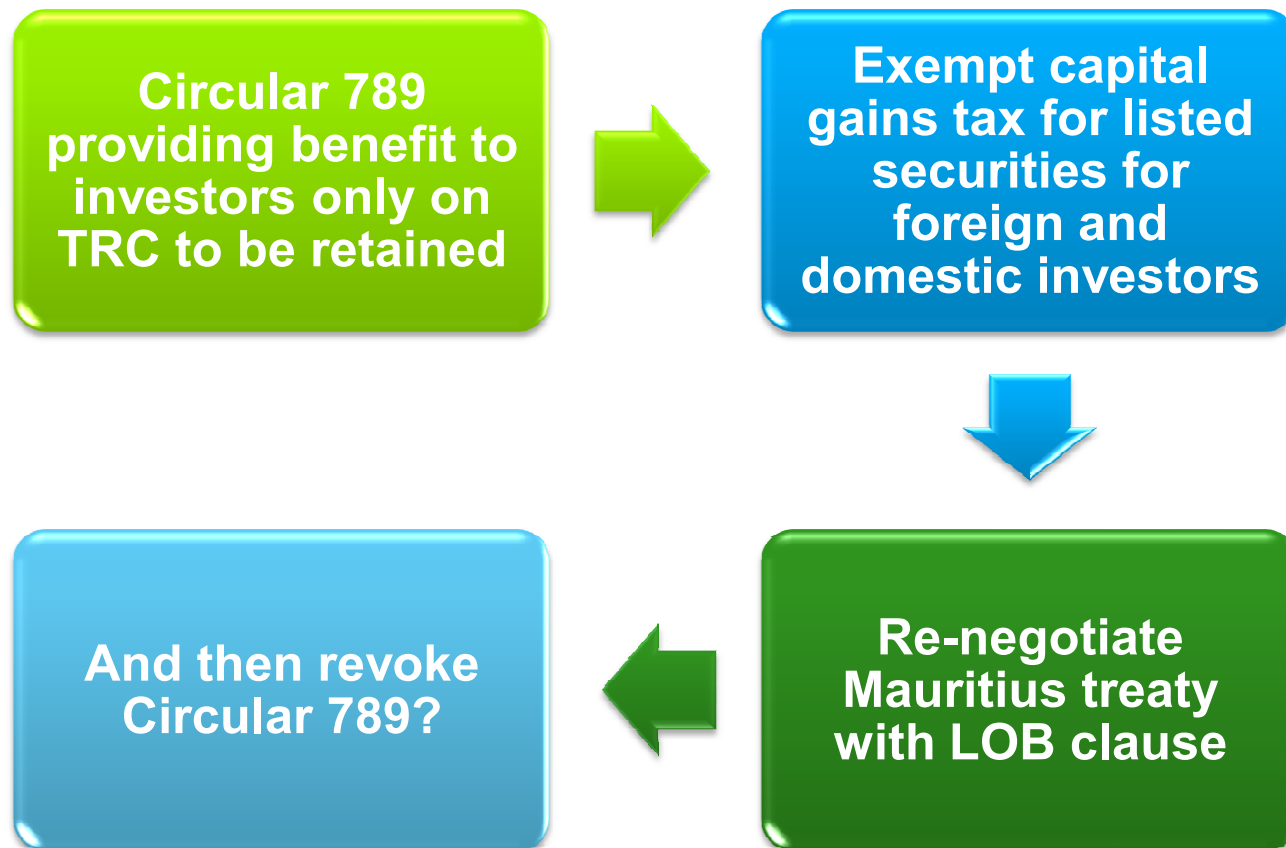 Circular 789
providing benefit to
investors only on
TRC to be retained
Exempt capital
gains tax for listed
securities for
foreign and
domestic investors
Re-negotiate
Mauritius treaty
with LOB clause
And then revoke
Circular 789?